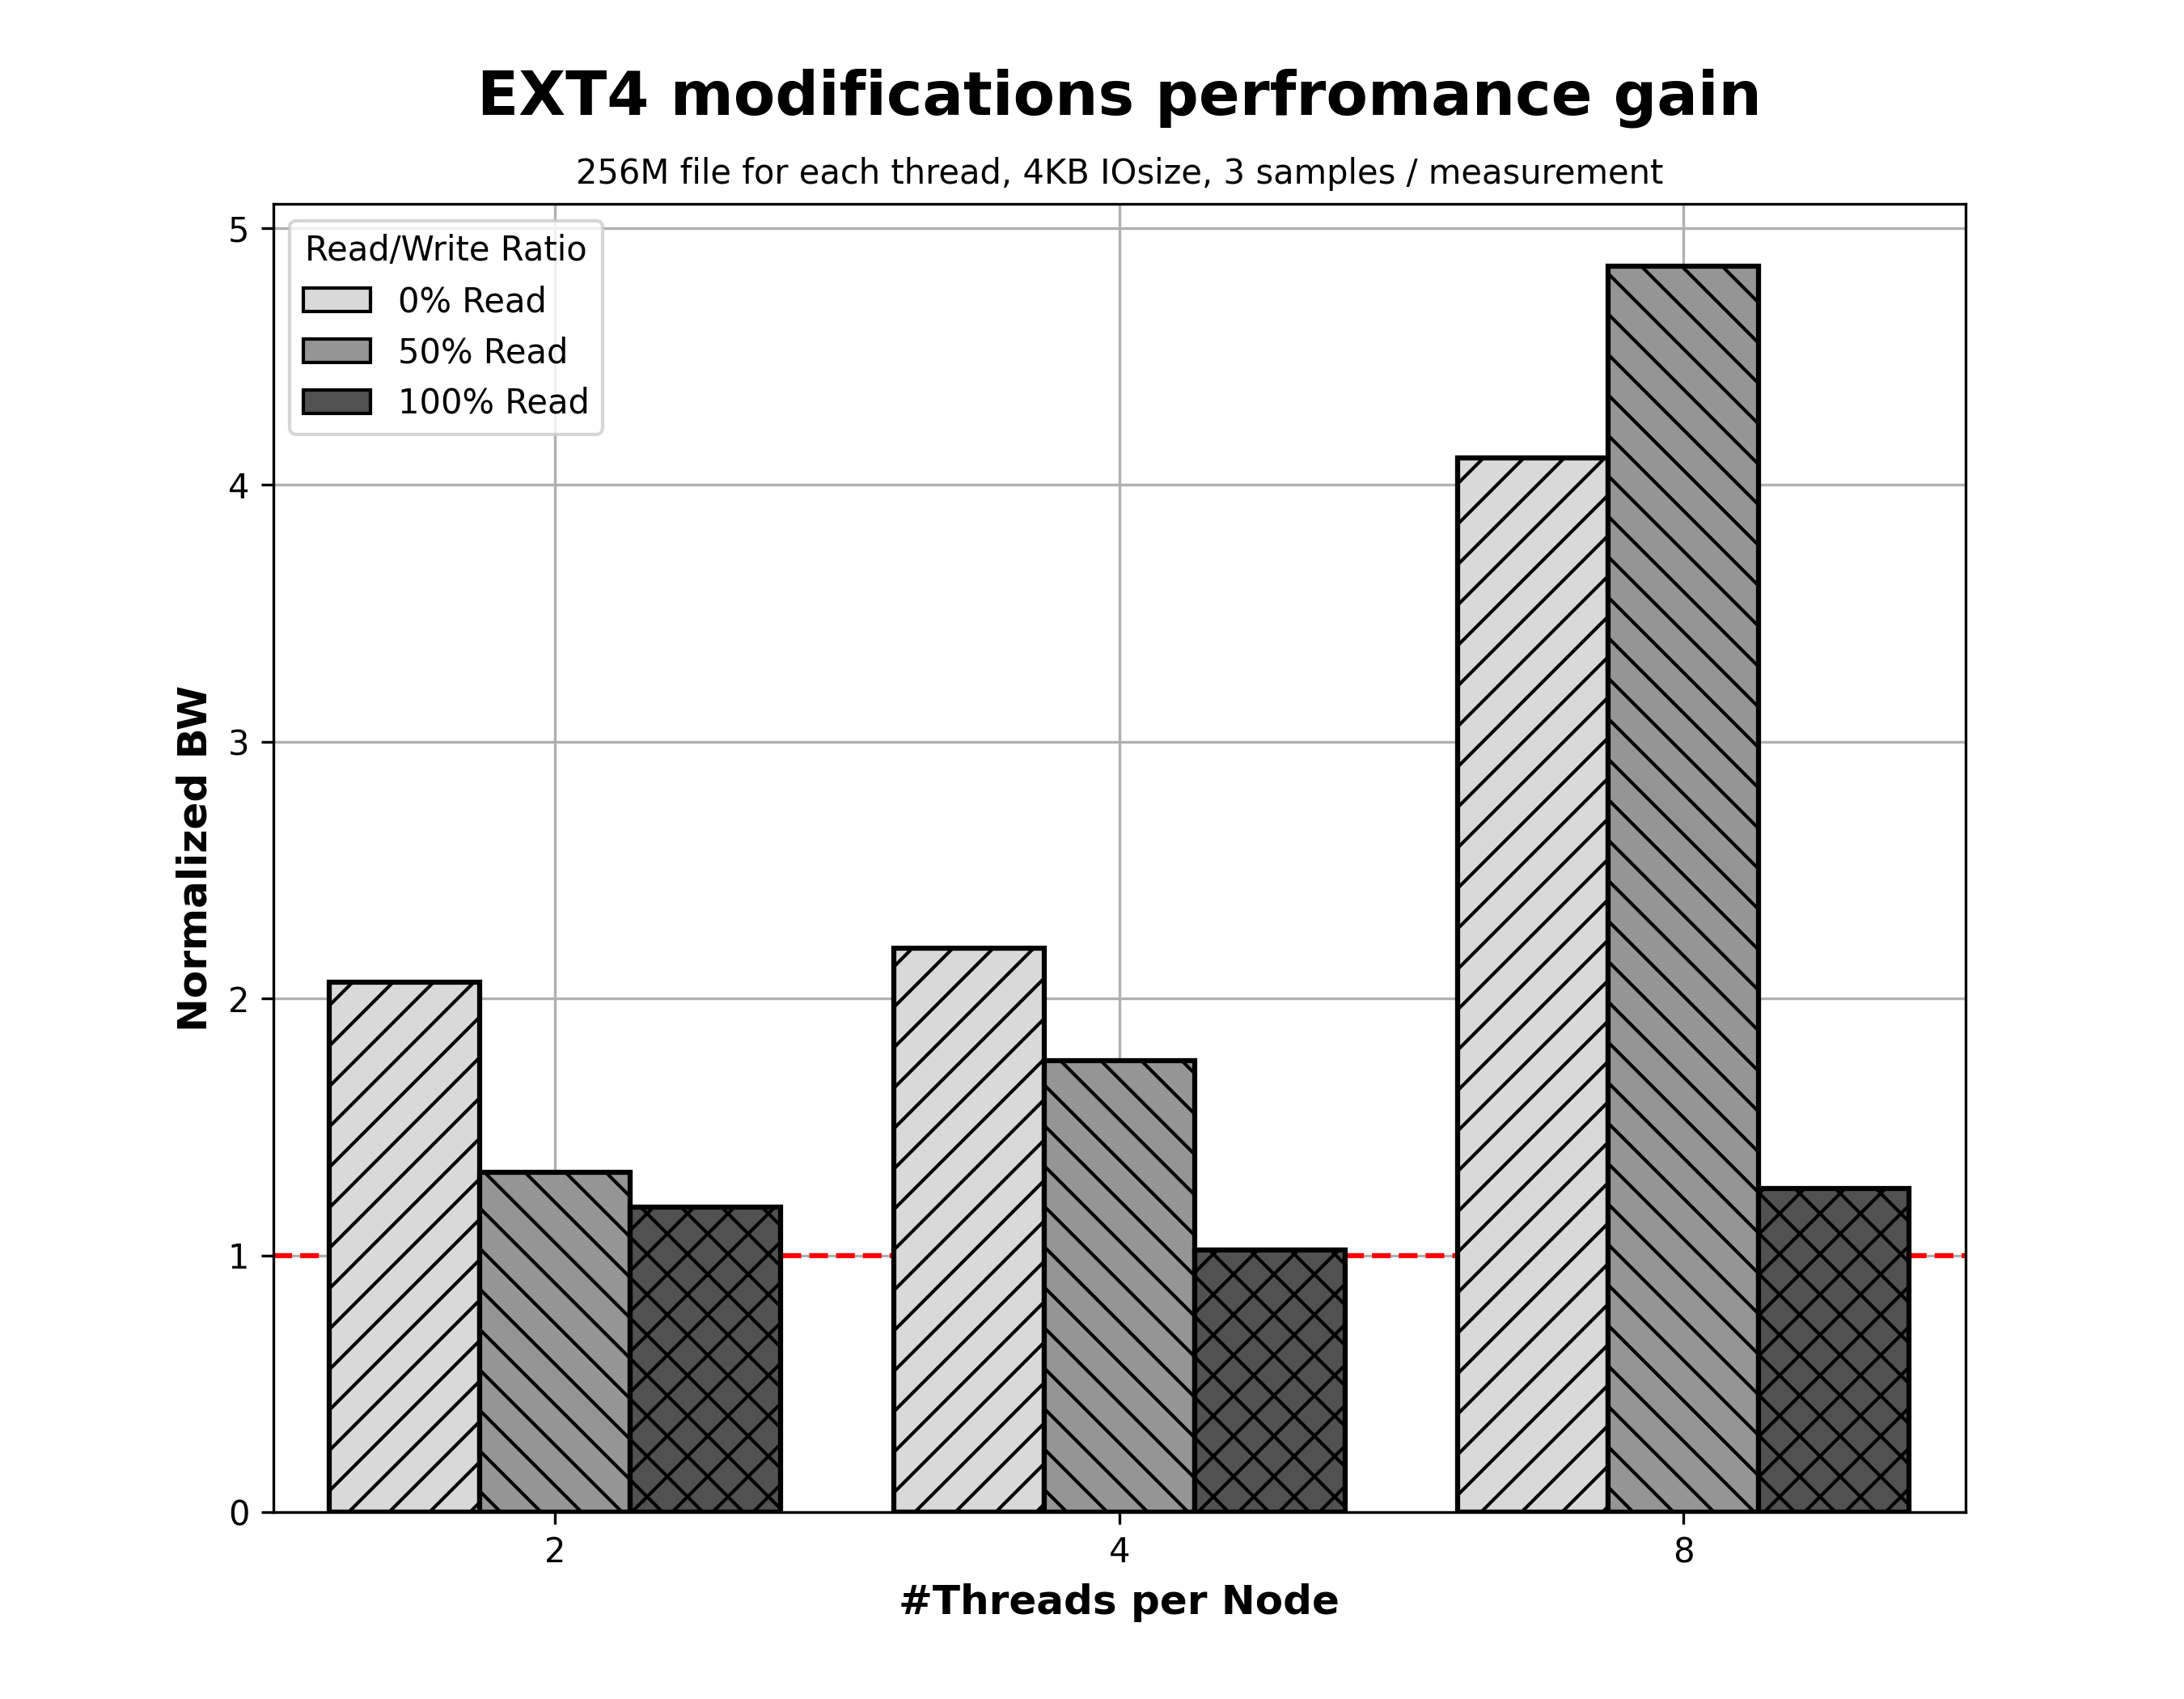 EXT4 modifications perfromance gain
256M file for each thread, 4KB IOsize, 3 samples / measurement
Read/Write Ratio
0% Read
50% Read
100% Read
Normalized BW
5
4
3
2
1
0
2
4
8
#Threads per Node